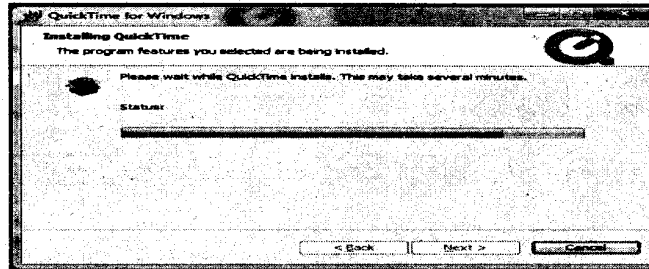 QuickTime for Windows
Installing QuickTime
The program features you selected are being installed.
Please wait while QuickTime installs. This may take several minutes.
Status:
< Back
Next >
Cancel